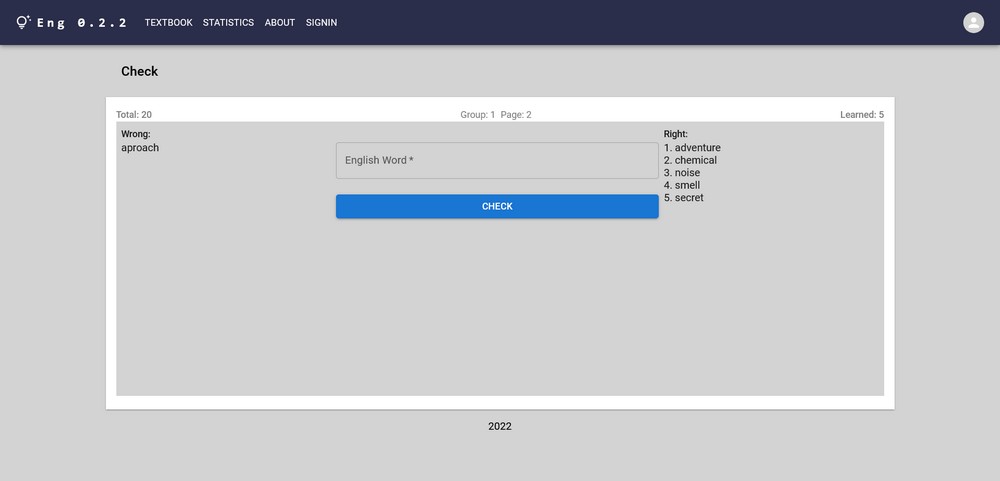 Eng 0.2.2 TEXTBOOK STATISTICS ABOUT SIGNIN
Check
Total: 20 Group: 1 Page: 2 Learned: 5
Wrong:
aproach
English Word *
CHECK
Right:
1. adventure
2. chemical
3. noise
4. smell
5. secret
2022